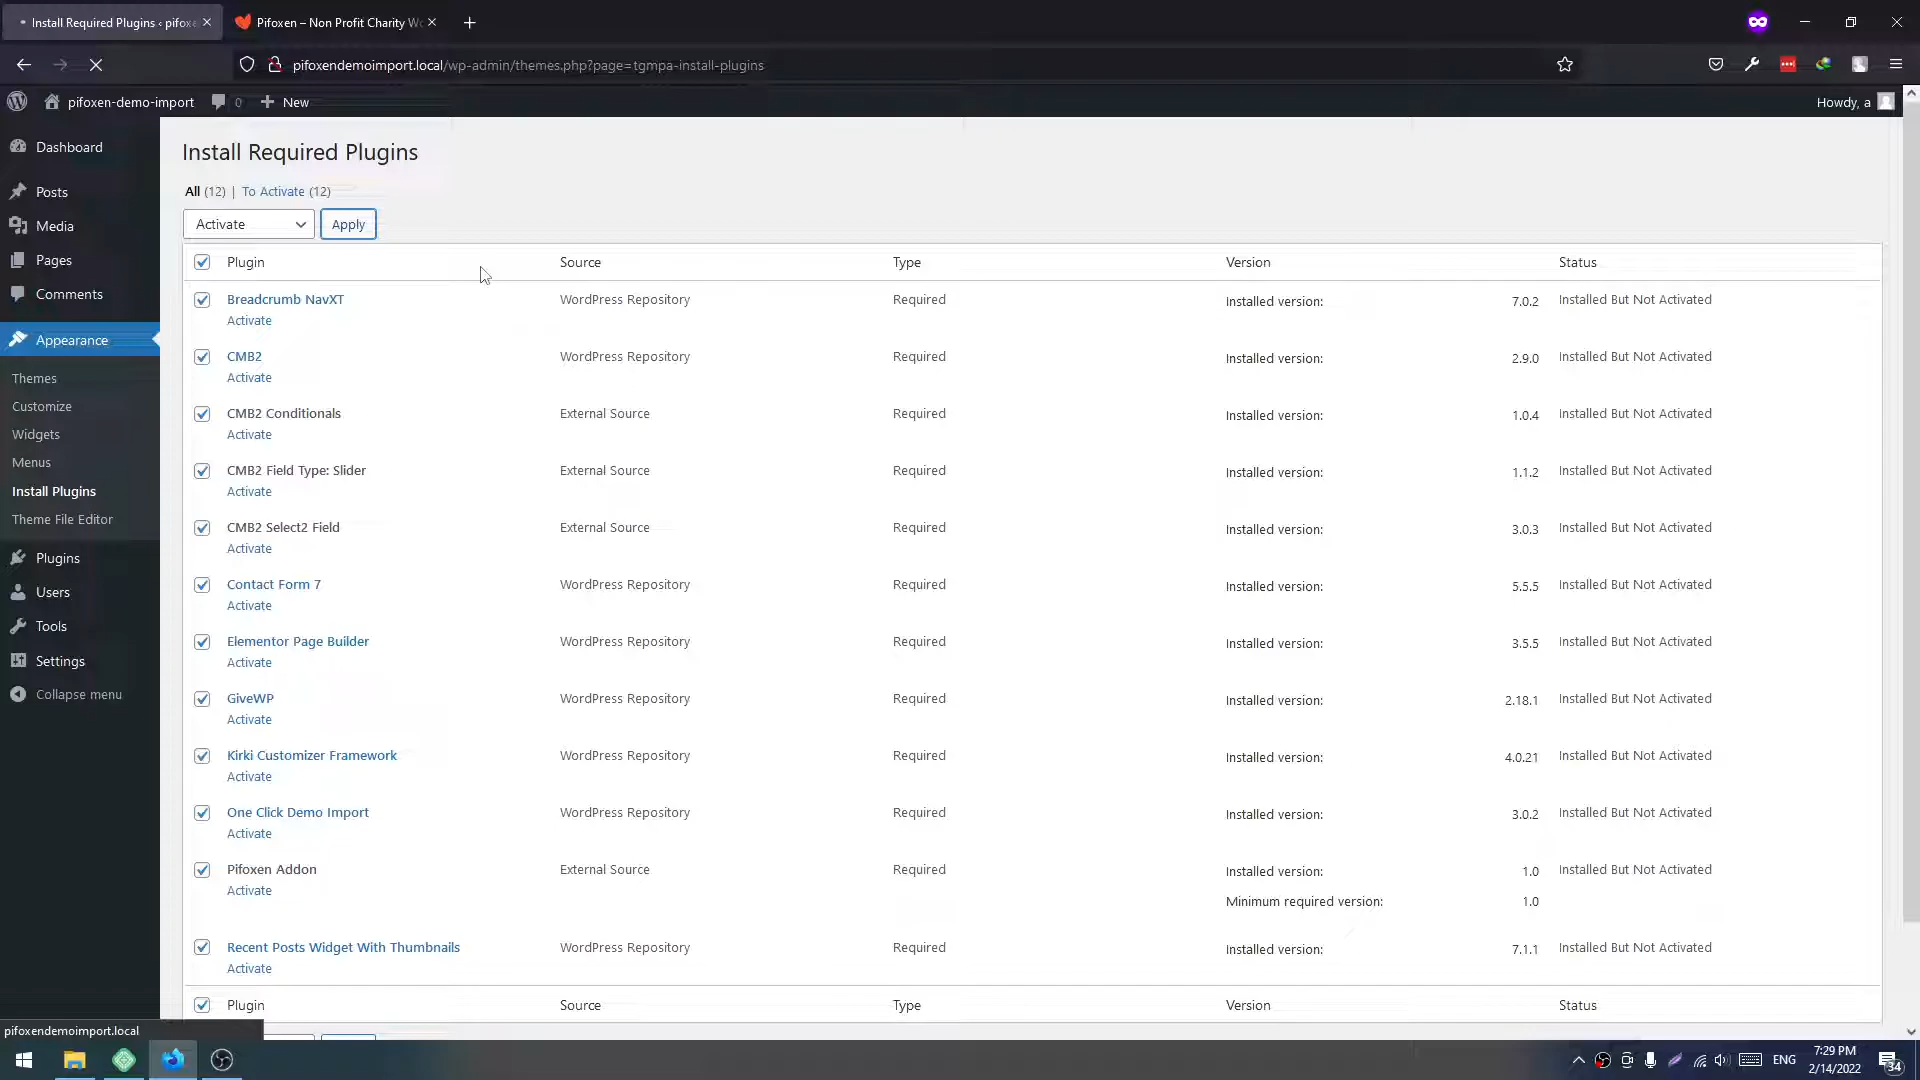 Install Required Plugins ‹ pifoxe
Pifoxen – Non Profit Charity Wo
pifoxendemoimport.local/wp-admin/themes.php?page=tgmpa-install-plugins
pifoxen-demo-import
0
New
Howdy, a
Dashboard
Posts
Media
Pages
Comments
Appearance
Themes
Customize
Widgets
Menus
Install Plugins
Theme File Editor
Plugins
Users
Tools
Settings
Collapse menu
Install Required Plugins
All (12) | To Activate (12)
Activate Apply
Plugin Source Type Version Status
Breadcrumb NavXT WordPress Repository Required Installed version: 7.0.2 Installed But Not Activated
Activate
CMB2 WordPress Repository Required Installed version: 2.9.0 Installed But Not Activated
Activate
CMB2 Conditionals External Source Required Installed version: 1.0.4 Installed But Not Activated
Activate
CMB2 Field Type: Slider External Source Required Installed version: 1.1.2 Installed But Not Activated
Activate
CMB2 Select2 Field External Source Required Installed version: 3.0.3 Installed But Not Activated
Activate
Contact Form 7 WordPress Repository Required Installed version: 5.5.5 Installed But Not Activated
Activate
Elementor Page Builder WordPress Repository Required Installed version: 3.5.5 Installed But Not Activated
Activate
GiveWP WordPress Repository Required Installed version: 2.18.1 Installed But Not Activated
Activate
Kirki Customizer Framework WordPress Repository Required Installed version: 4.0.21 Installed But Not Activated
Activate
One Click Demo Import WordPress Repository Required Installed version: 3.0.2 Installed But Not Activated
Activate
Pifoxen Addon External Source Required Installed version: 1.0 Installed But Not Activated
Activate
Minimum required version: 1.0
Recent Posts Widget With Thumbnails WordPress Repository Required Installed version: 7.1.1 Installed But Not Activated
Activate
Plugin Source Type Version Status
pifoxendemoimport.local
ENG
7:29 PM
2/14/2022
34